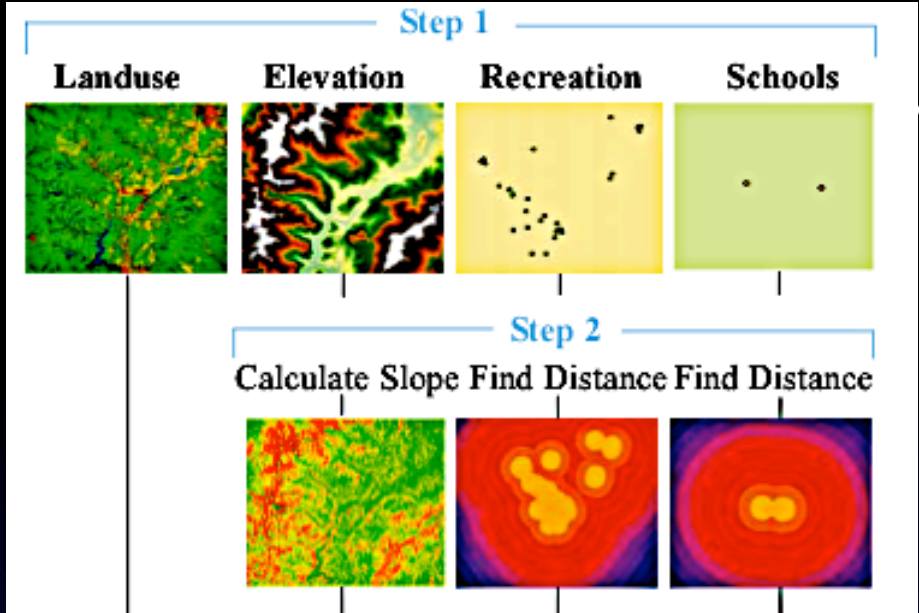 Step 1
Landuse Elevation Recreation Schools
Step 2
Calculate Slope Find Distance Find Distance